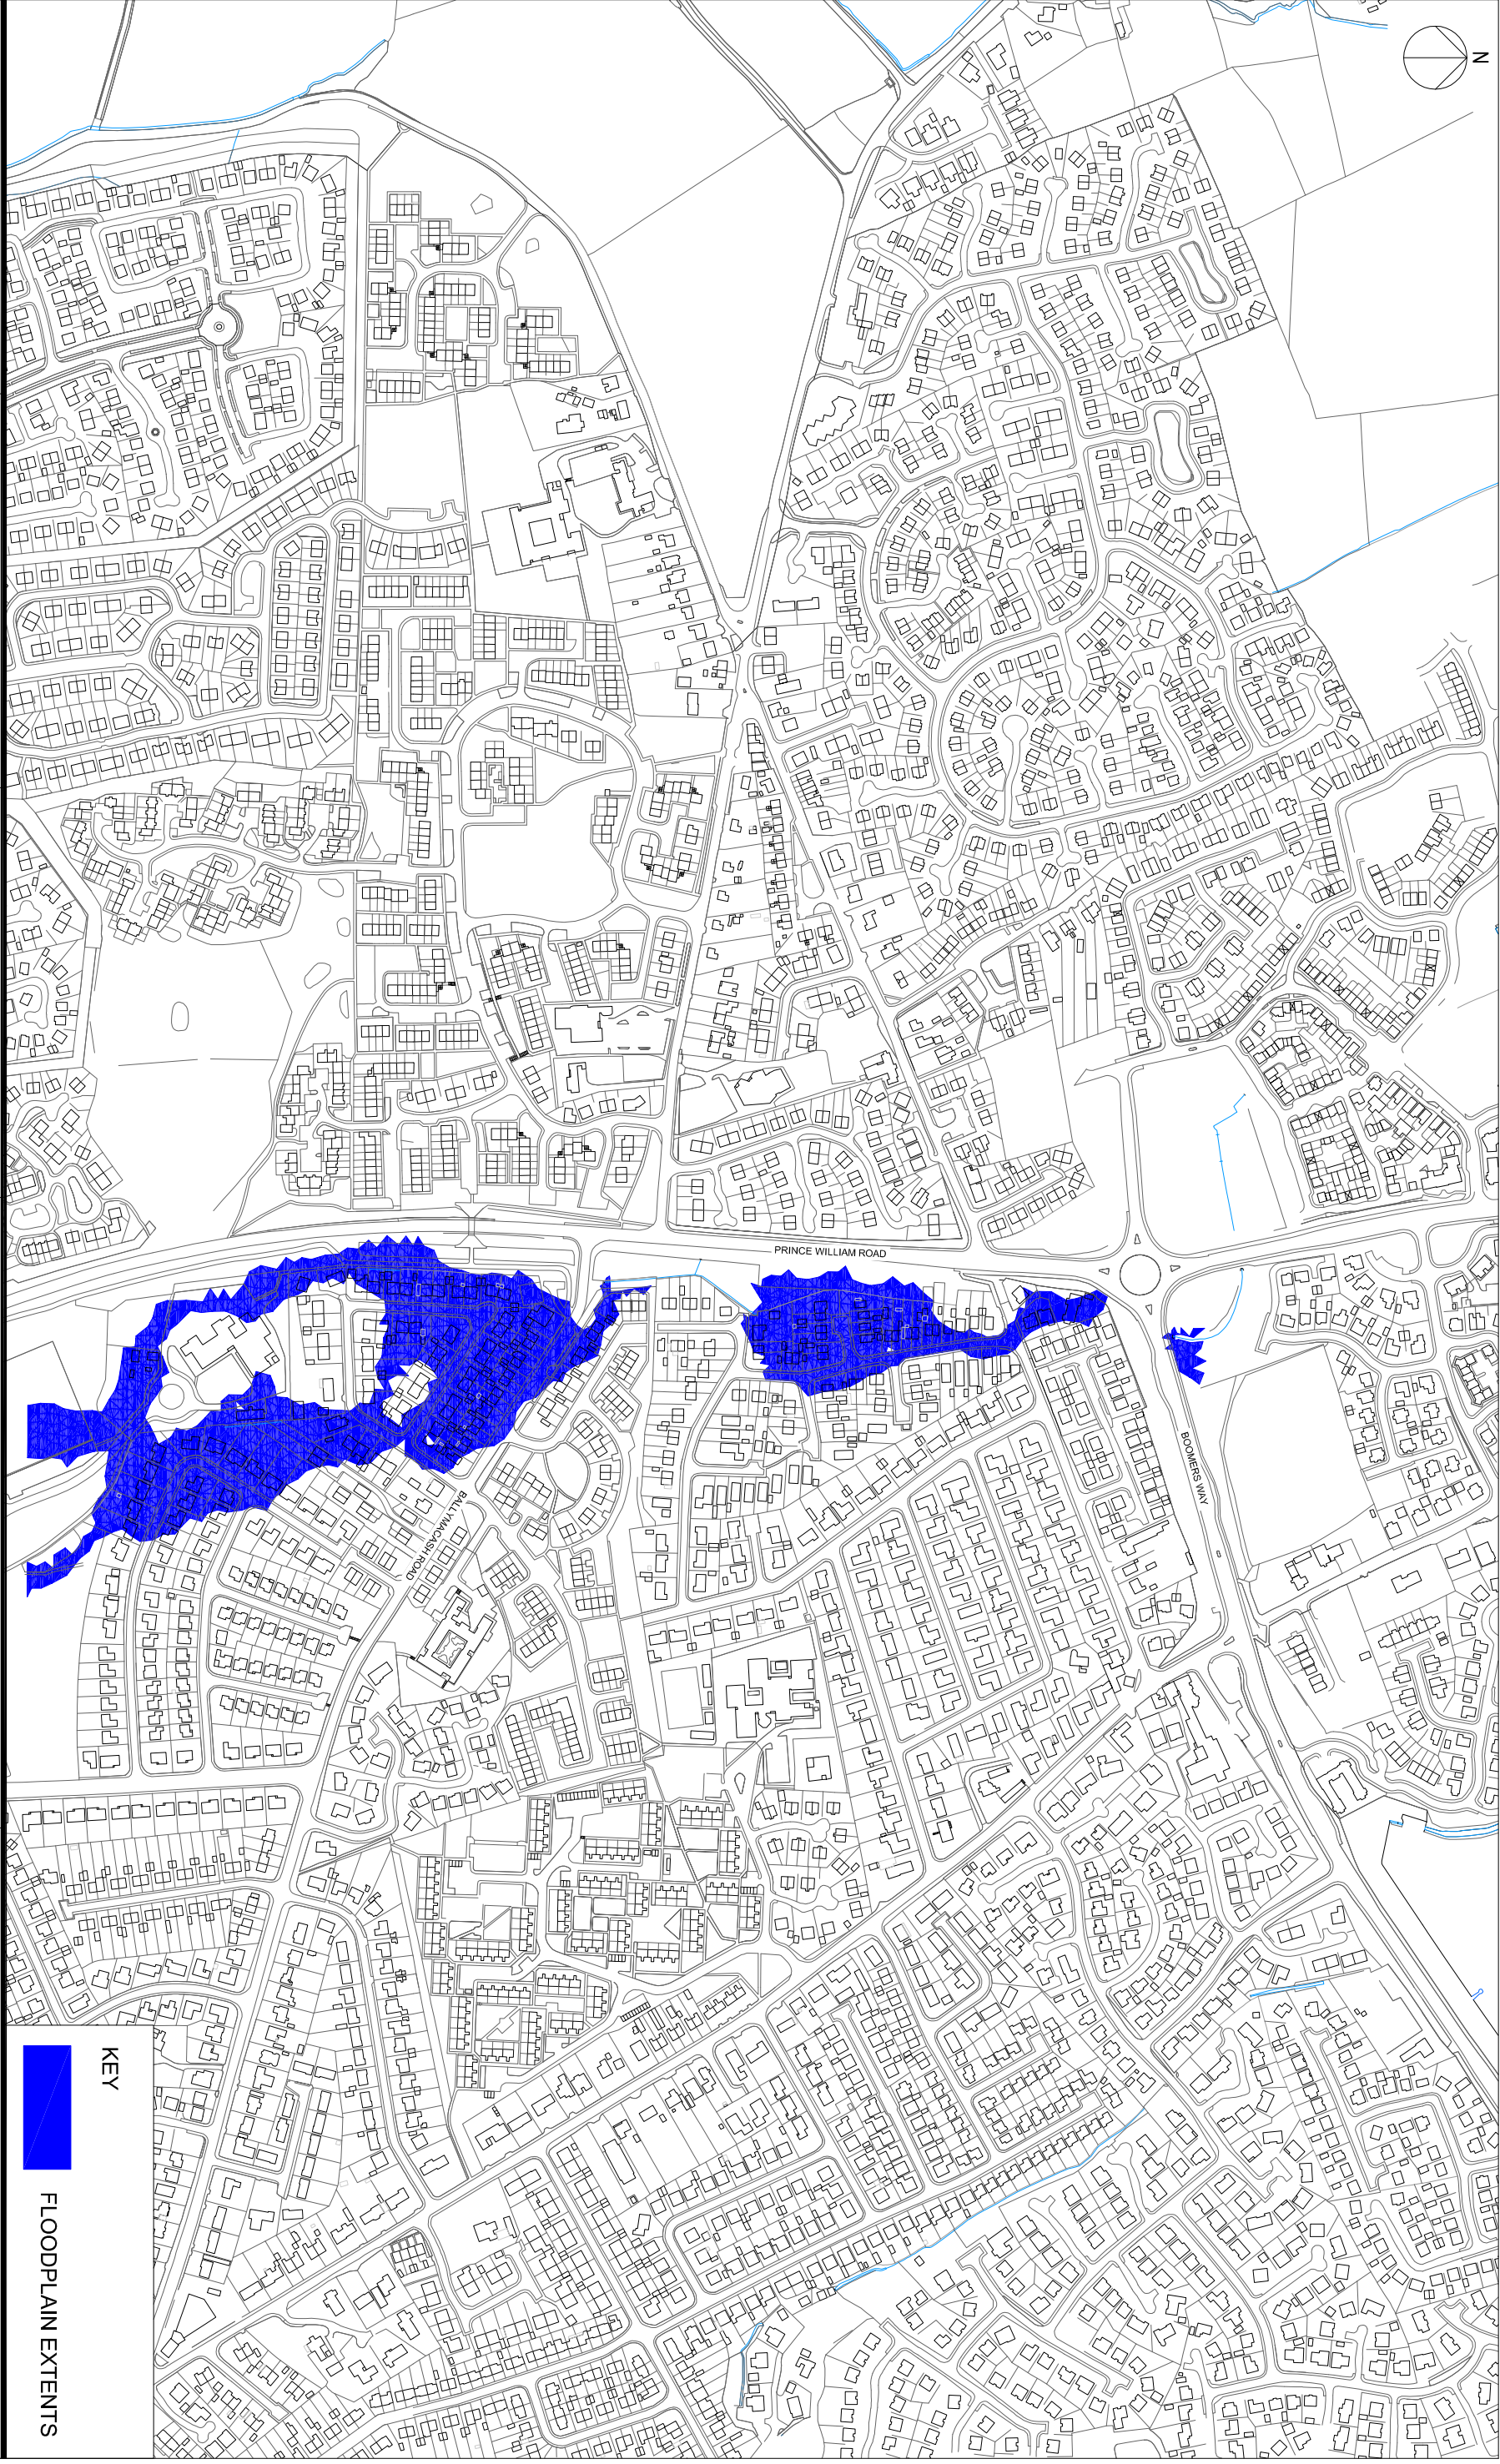 N
PRINCE WILLIAM ROAD
BOOMERS WAY
BALLYMACASH ROAD
KEY
FLOODPLAIN EXTENTS